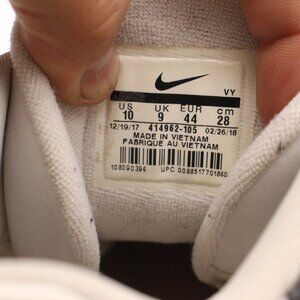 VY
US UK EUR cm
10 9 44 28
12/19/17 414962-105 02/26/18
MADE IN VIETNAM
FABRIQUE AU VIETNAM
108090396 UPC 0088517701860